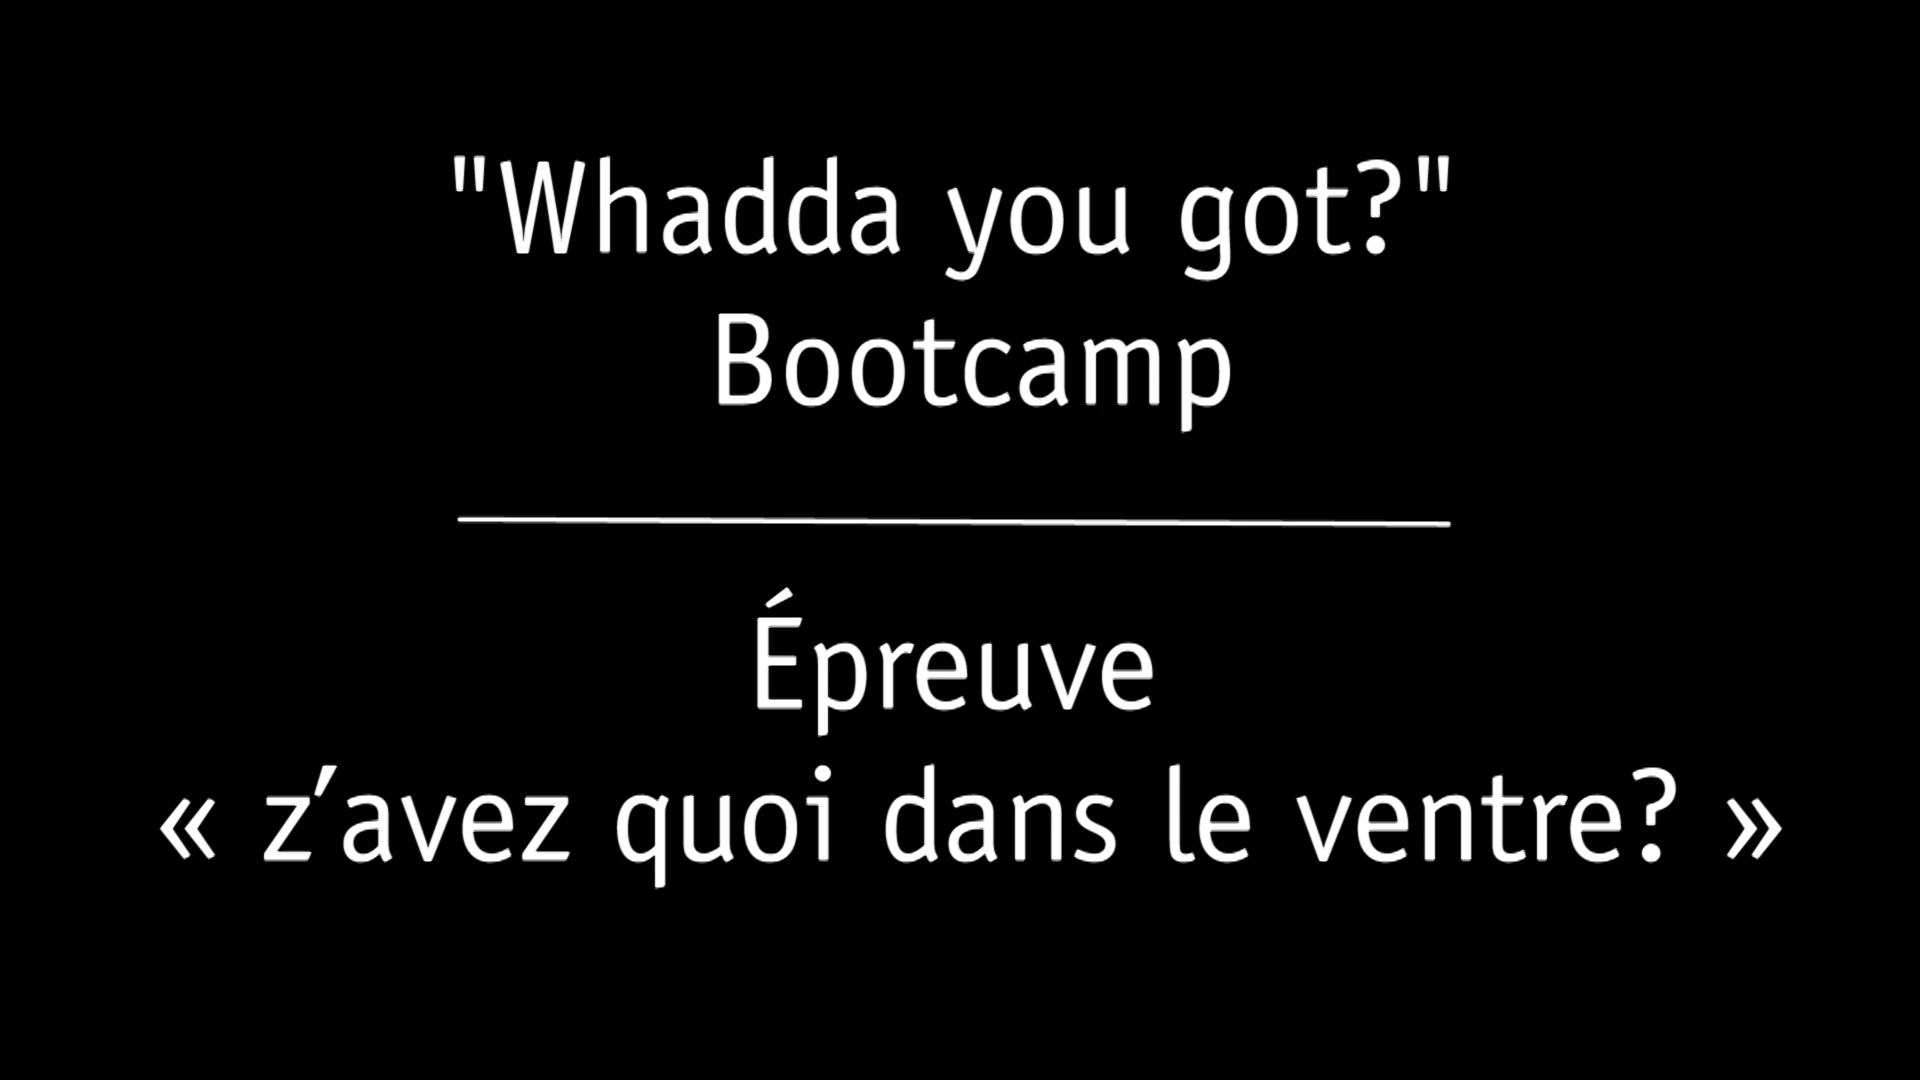 "Whadda you got?"
Bootcamp
Épreuve
« z’avez quoi dans le ventre? »